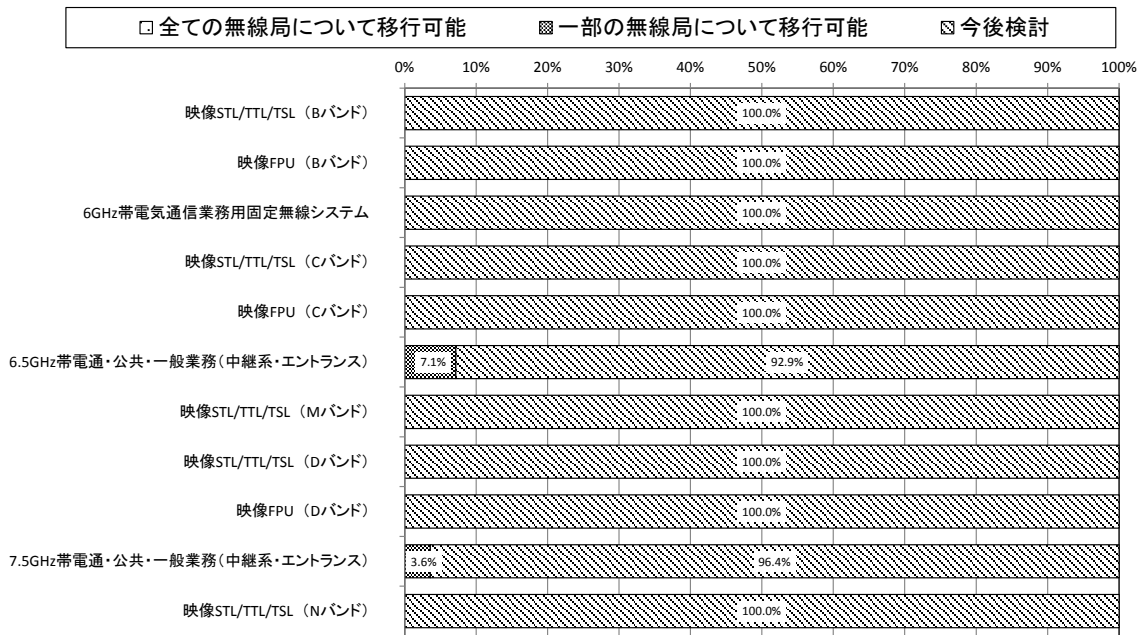 全ての無線局について移行可能 一部の無線局について移行可能 今後検討
0% 10% 20% 30% 40% 50% 60% 70% 80% 90% 100%
映像STL/TTL/TSL（Bバンド） 100.0%
映像FPU（Bバンド） 100.0%
6GHz帯電気通信業務用固定無線システム 100.0%
映像STL/TTL/TSL（Cバンド） 100.0%
映像FPU（Cバンド） 100.0%
6.5GHz帯電通・公共・一般業務（中継系・エントランス） 7.1% 92.9%
映像STL/TTL/TSL（Mバンド） 100.0%
映像STL/TTL/TSL（Dバンド） 100.0%
映像FPU（Dバンド） 100.0%
7.5GHz帯電通・公共・一般業務（中継系・エントランス） 3.6% 96.4%
映像STL/TTL/TSL（Nバンド） 100.0%